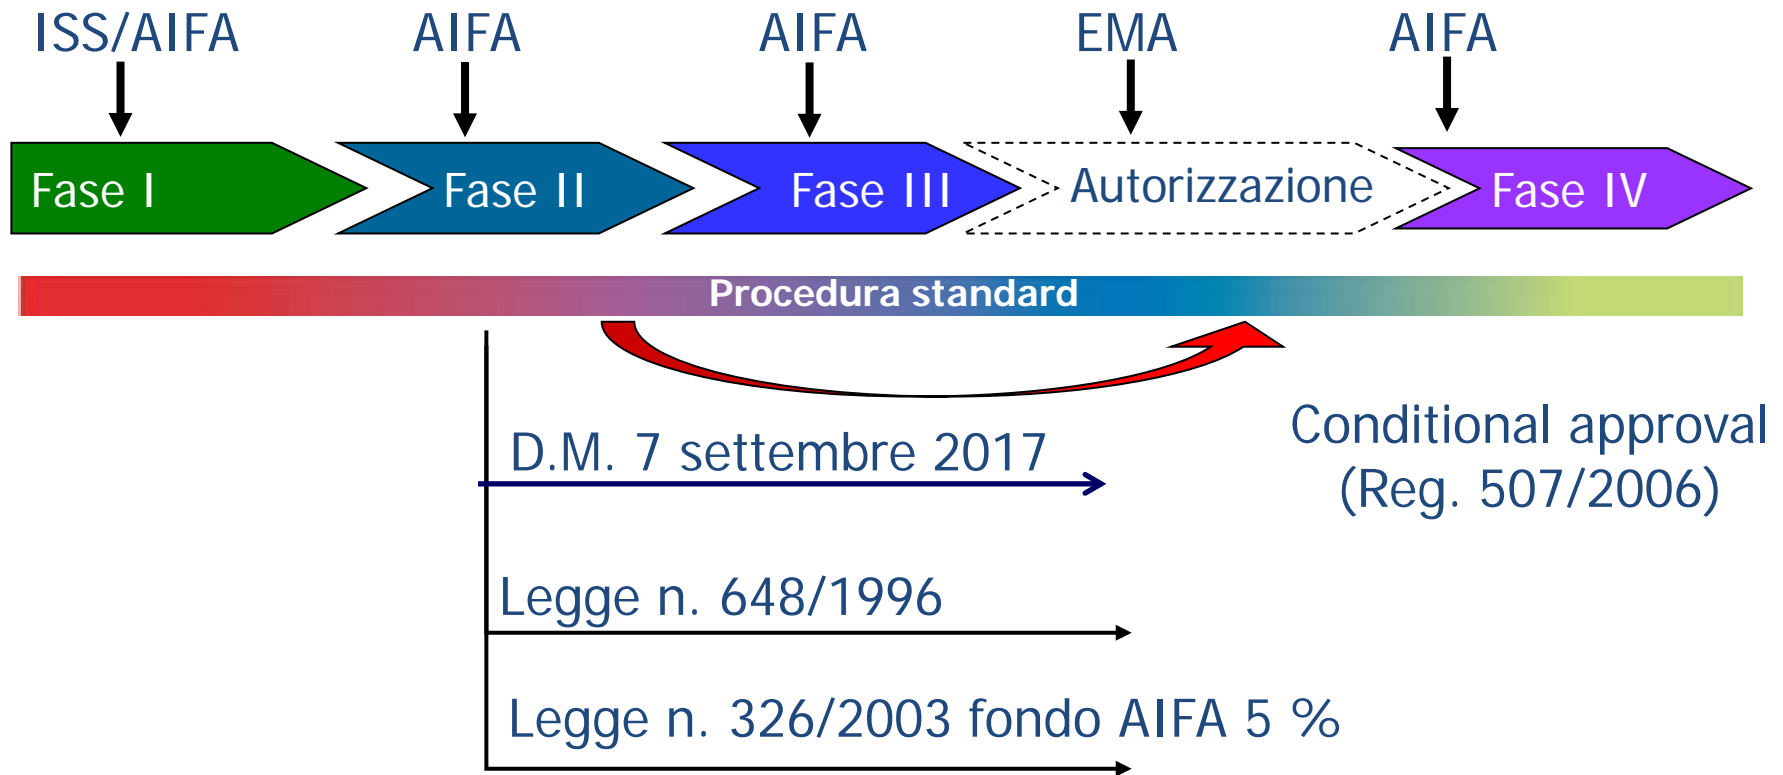 ISS/AIFA
AIFA
AIFA
EMA
AIFA
Fase I
Fase II
Fase III
Autorizzazione
Fase IV
Procedura standard
D.M. 7 settembre 2017
Conditional approval
(Reg. 507/2006)
Legge n. 648/1996
Legge n. 326/2003 fondo AIFA 5 %